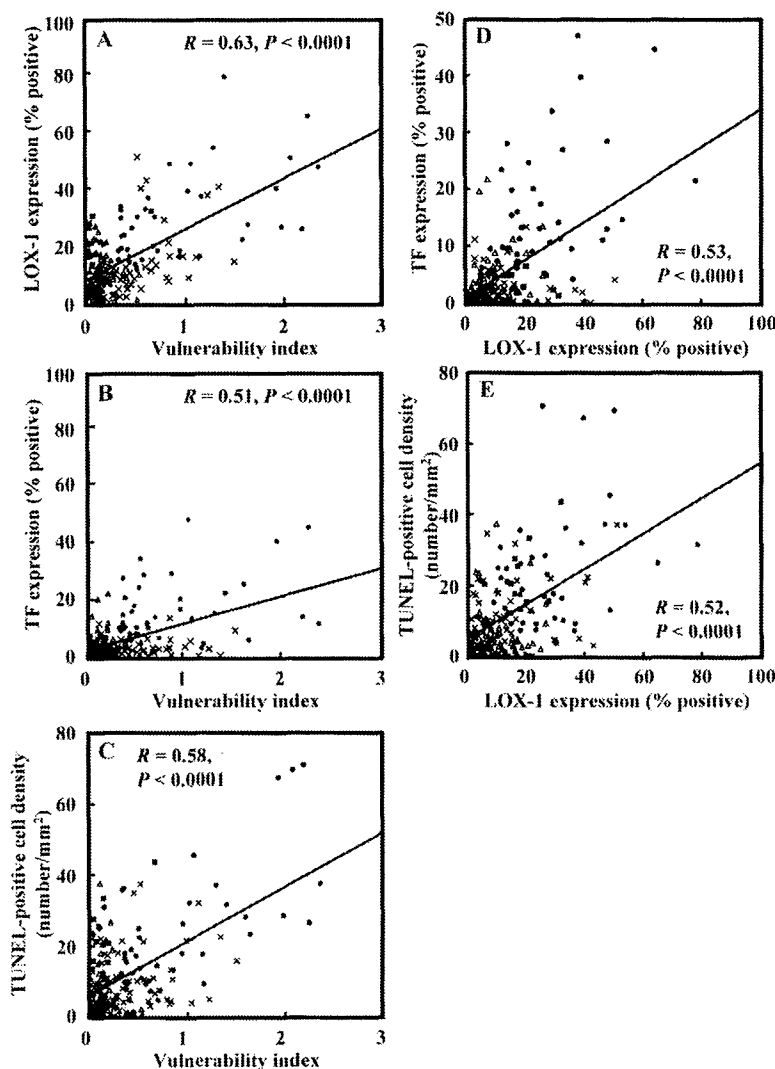 A
R = 0.63, P < 0.0001
LOX-1 expression (% positive)
100
80
60
40
20
0
0 1 2 3
Vulnerability index
B
R = 0.51, P < 0.0001
TF expression (% positive)
100
80
60
40
20
0
0 1 2 3
Vulnerability index
C
R = 0.58,
P < 0.0001
TUNEL-positive cell density
(number/mm²)
80
60
40
20
0
0 1 2 3
Vulnerability index
D
TF expression (% positive)
50
40
30
20
10
0
R = 0.53,
P < 0.0001
0 20 40 60 80 100
LOX-1 expression (% positive)
E
TUNEL-positive cell density
(number/mm²)
80
60
40
20
0
R = 0.52,
P < 0.0001
0 20 40 60 80 100
LOX-1 expression (% positive)